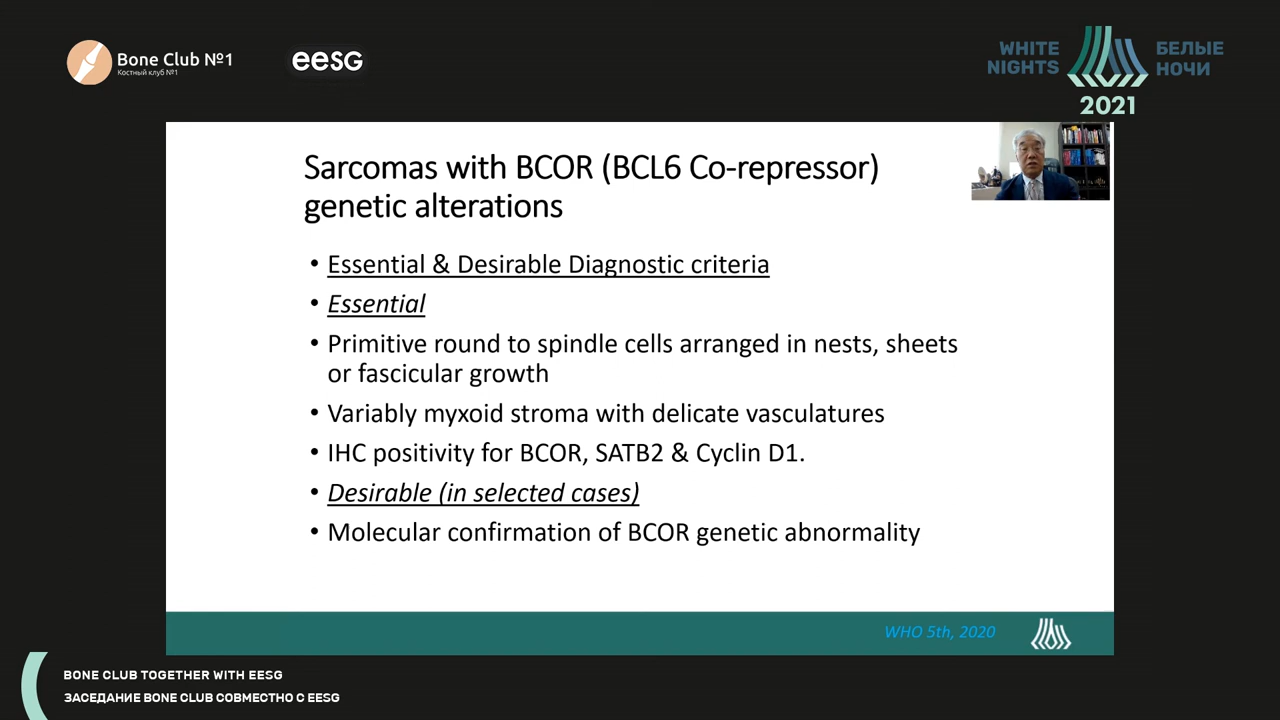 Bone Club №1
Костный клуб №1
eesg
WHITE
NIGHTS
БЕЛЫЕ
НОЧИ
2021
Sarcomas with BCOR (BCL6 Co-repressor)
genetic alterations
• Essential & Desirable Diagnostic criteria
• Essential
• Primitive round to spindle cells arranged in nests, sheets
or fascicular growth
• Variably myxoid stroma with delicate vasculatures
• IHC positivity for BCOR, SATB2 & Cyclin D1.
• Desirable (in selected cases)
• Molecular confirmation of BCOR genetic abnormality
WHO 5th, 2020
BONE CLUB TOGETHER WITH EESG
ЗАСЕДАНИЕ BONE CLUB СОВМЕСТНО С EESG